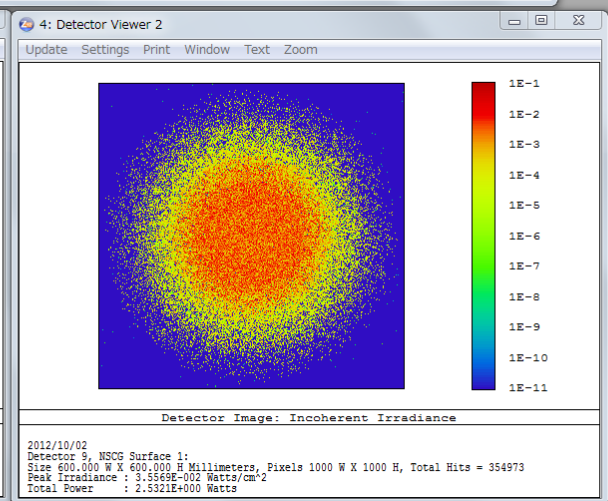 4: Detector Viewer 2
Update Settings Print Window Text Zoom
1E-1
1E-2
1E-3
1E-4
1E-5
1E-6
1E-7
1E-8
1E-9
1E-10
1E-11
Detector Image: Incoherent Irradiance
2012/10/02
Detector 9, NSCG Surface 1:
Size 600.000 W X 600.000 H Millimeters, Pixels 1000 W X 1000 H, Total Hits = 354973
Peak Irradiance : 3.5569E-002 Watts/cm^2
Total Power : 2.5321E+000 Watts